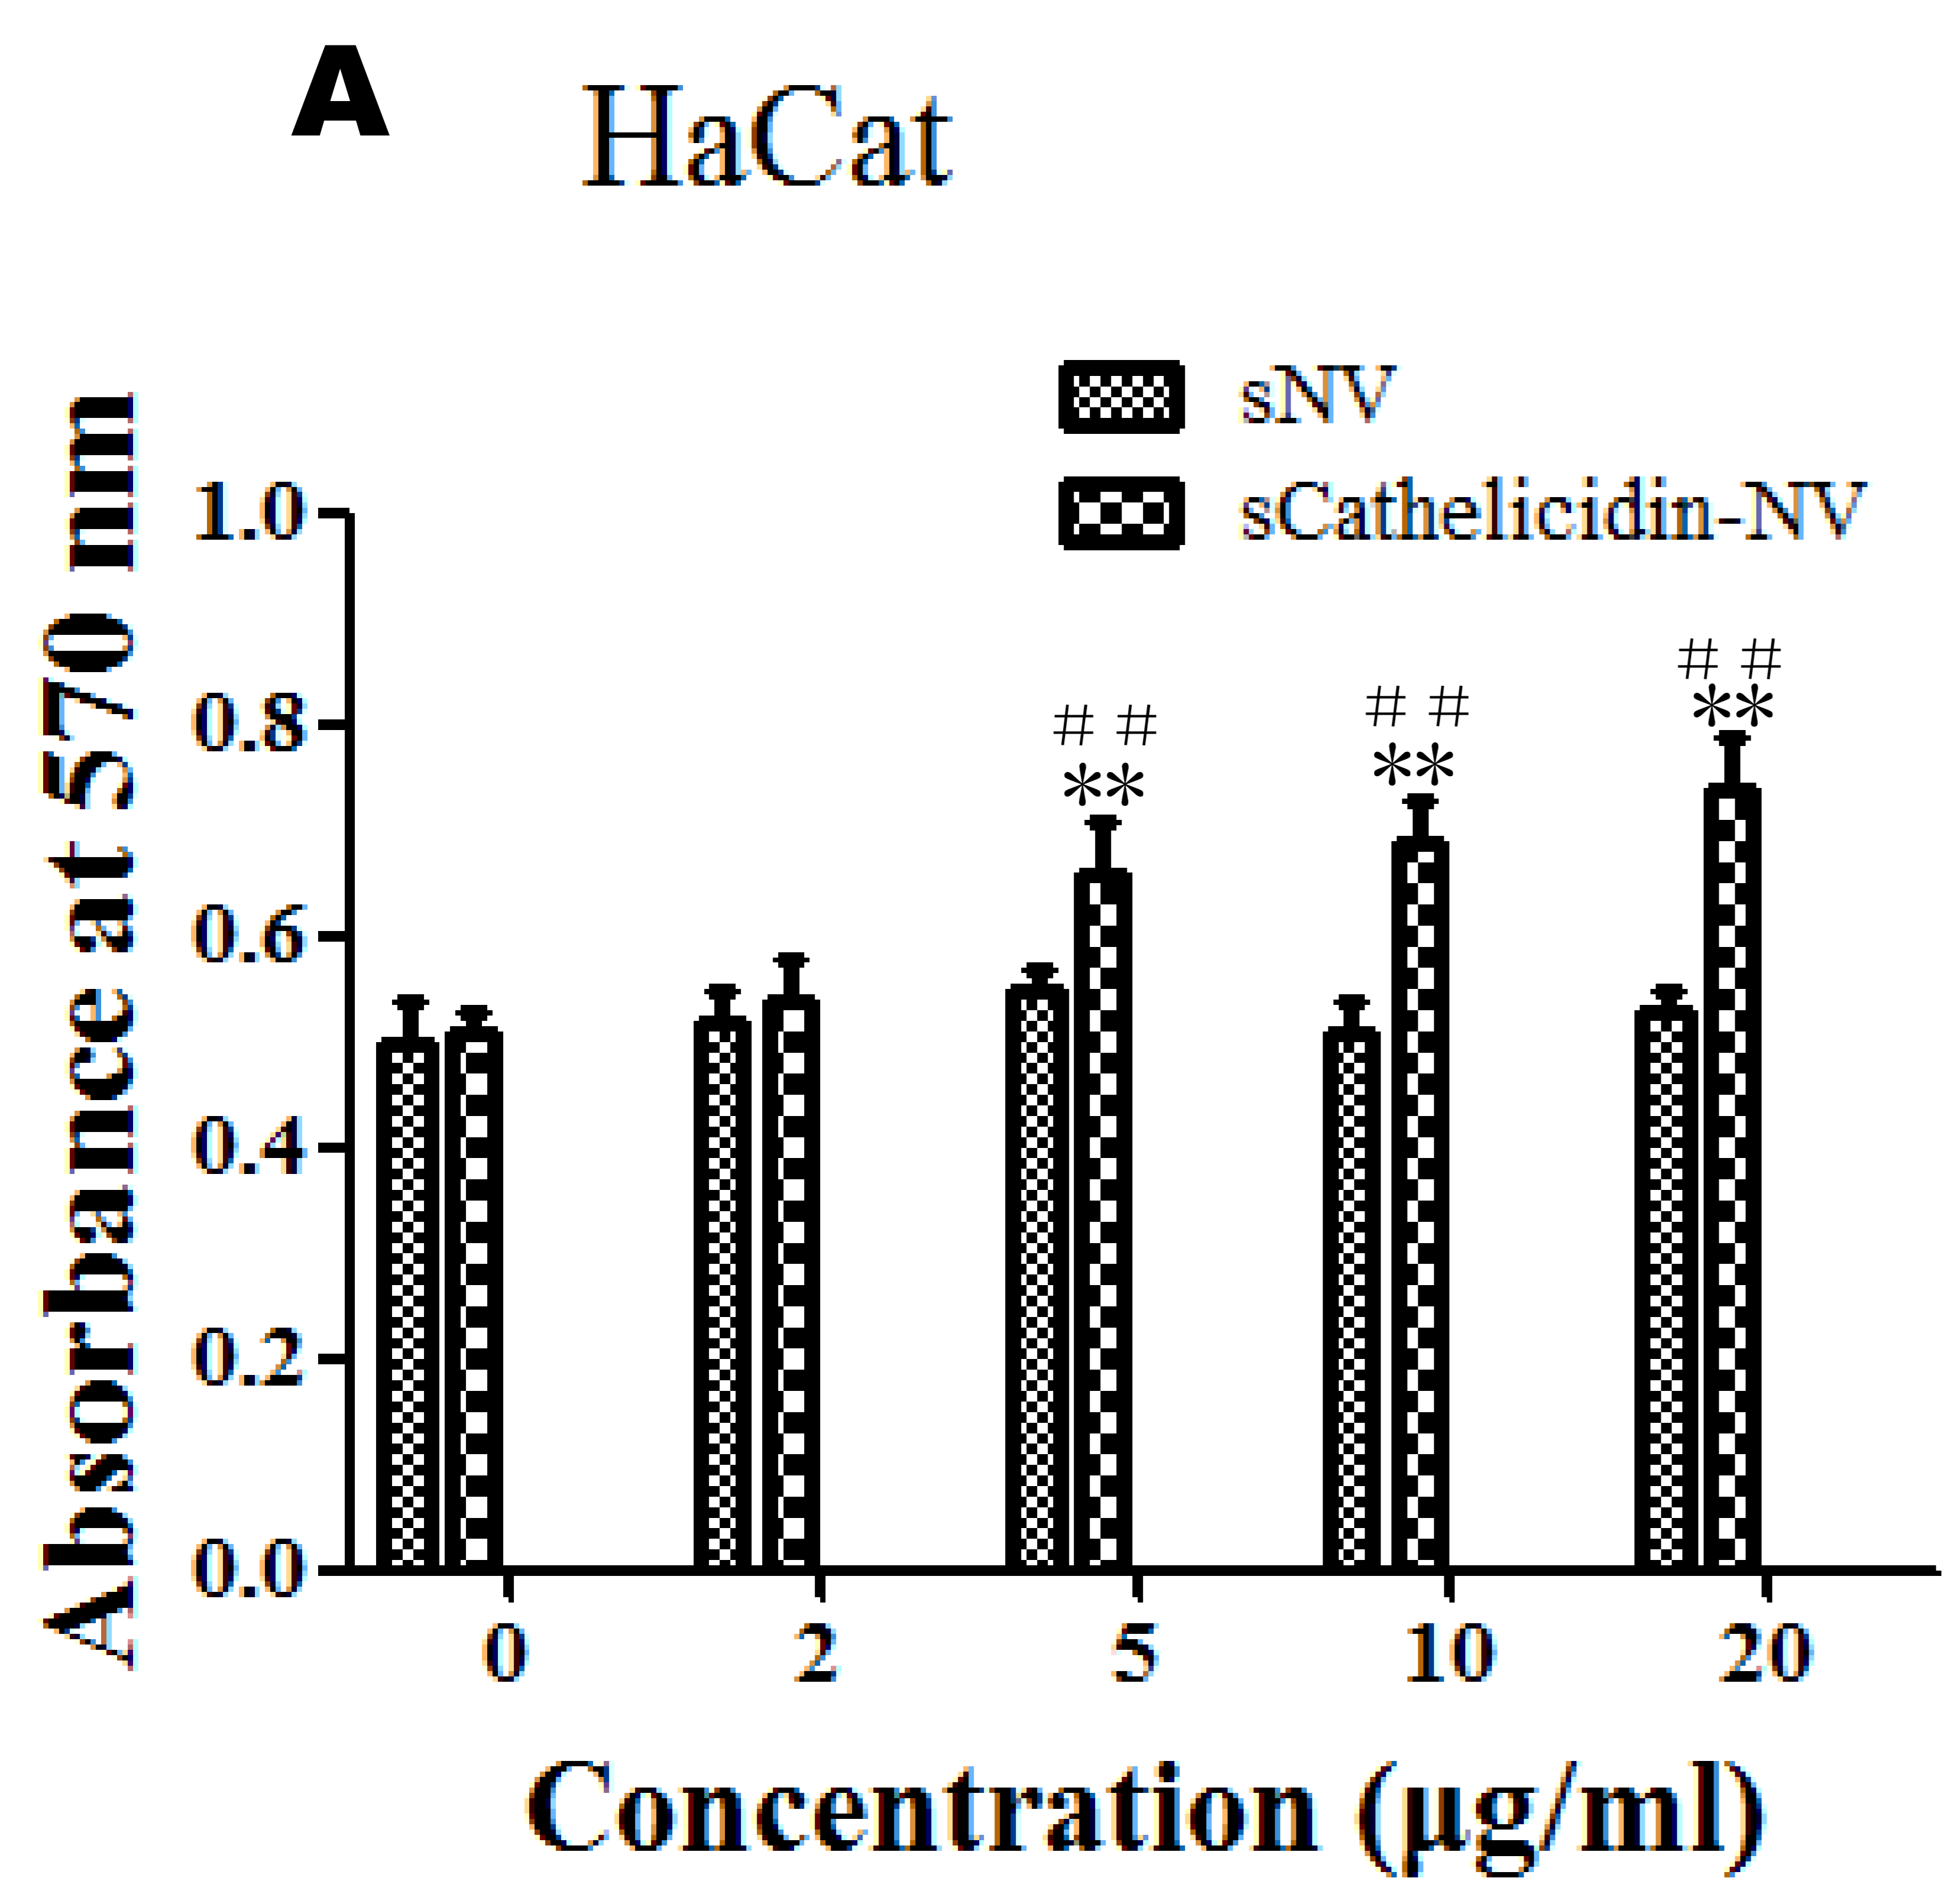 A
HaCat
sNV
sCathelicidin-NV
Absorbance at 570 nm
1.0
0.8
0.6
0.4
0.2
0.0
# #
**
# #
**
# #
**
0 2 5 10 20
Concentration (μg/ml)